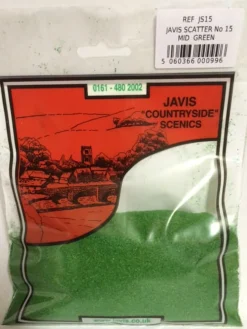 REF JS15
JAVIS SCATTER No 15
MID. GREEN
5 060366 000996
0161 - 480 2002
JAVIS
"COUNTRYSIDE"
SCENICS